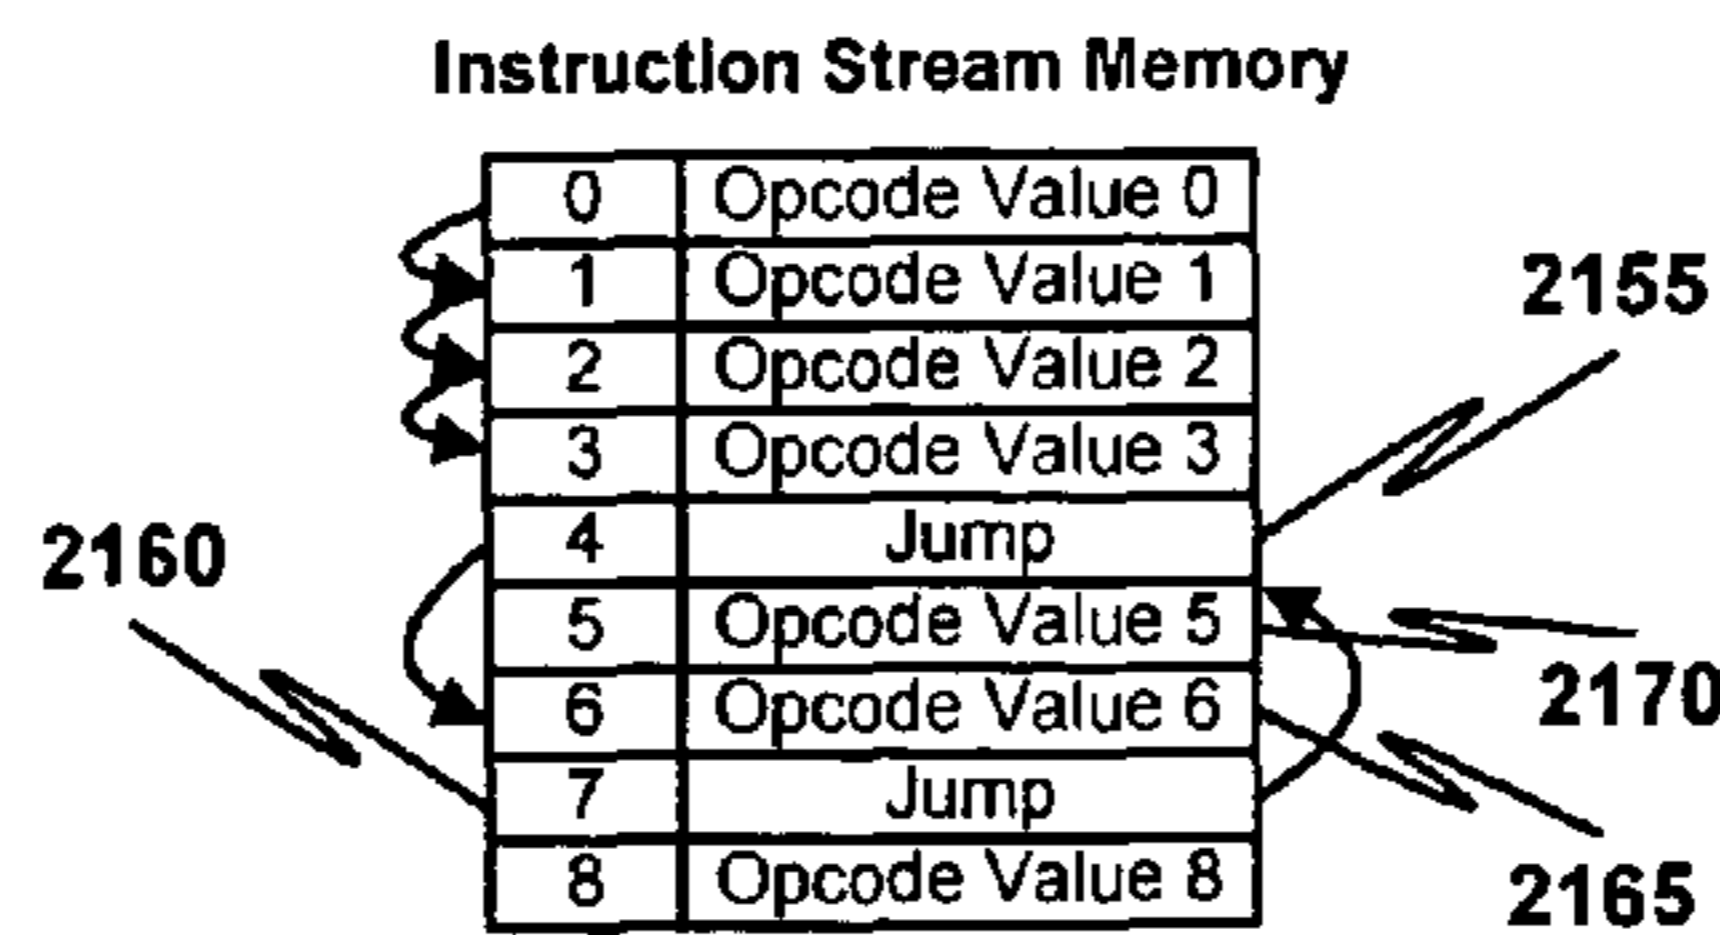 Instruction Stream Memory
0 Opcode Value 0
1 Opcode Value 1
2 Opcode Value 2
3 Opcode Value 3
4 Jump
5 Opcode Value 5
6 Opcode Value 6
7 Jump
8 Opcode Value 8
2155
2160
2170
2165